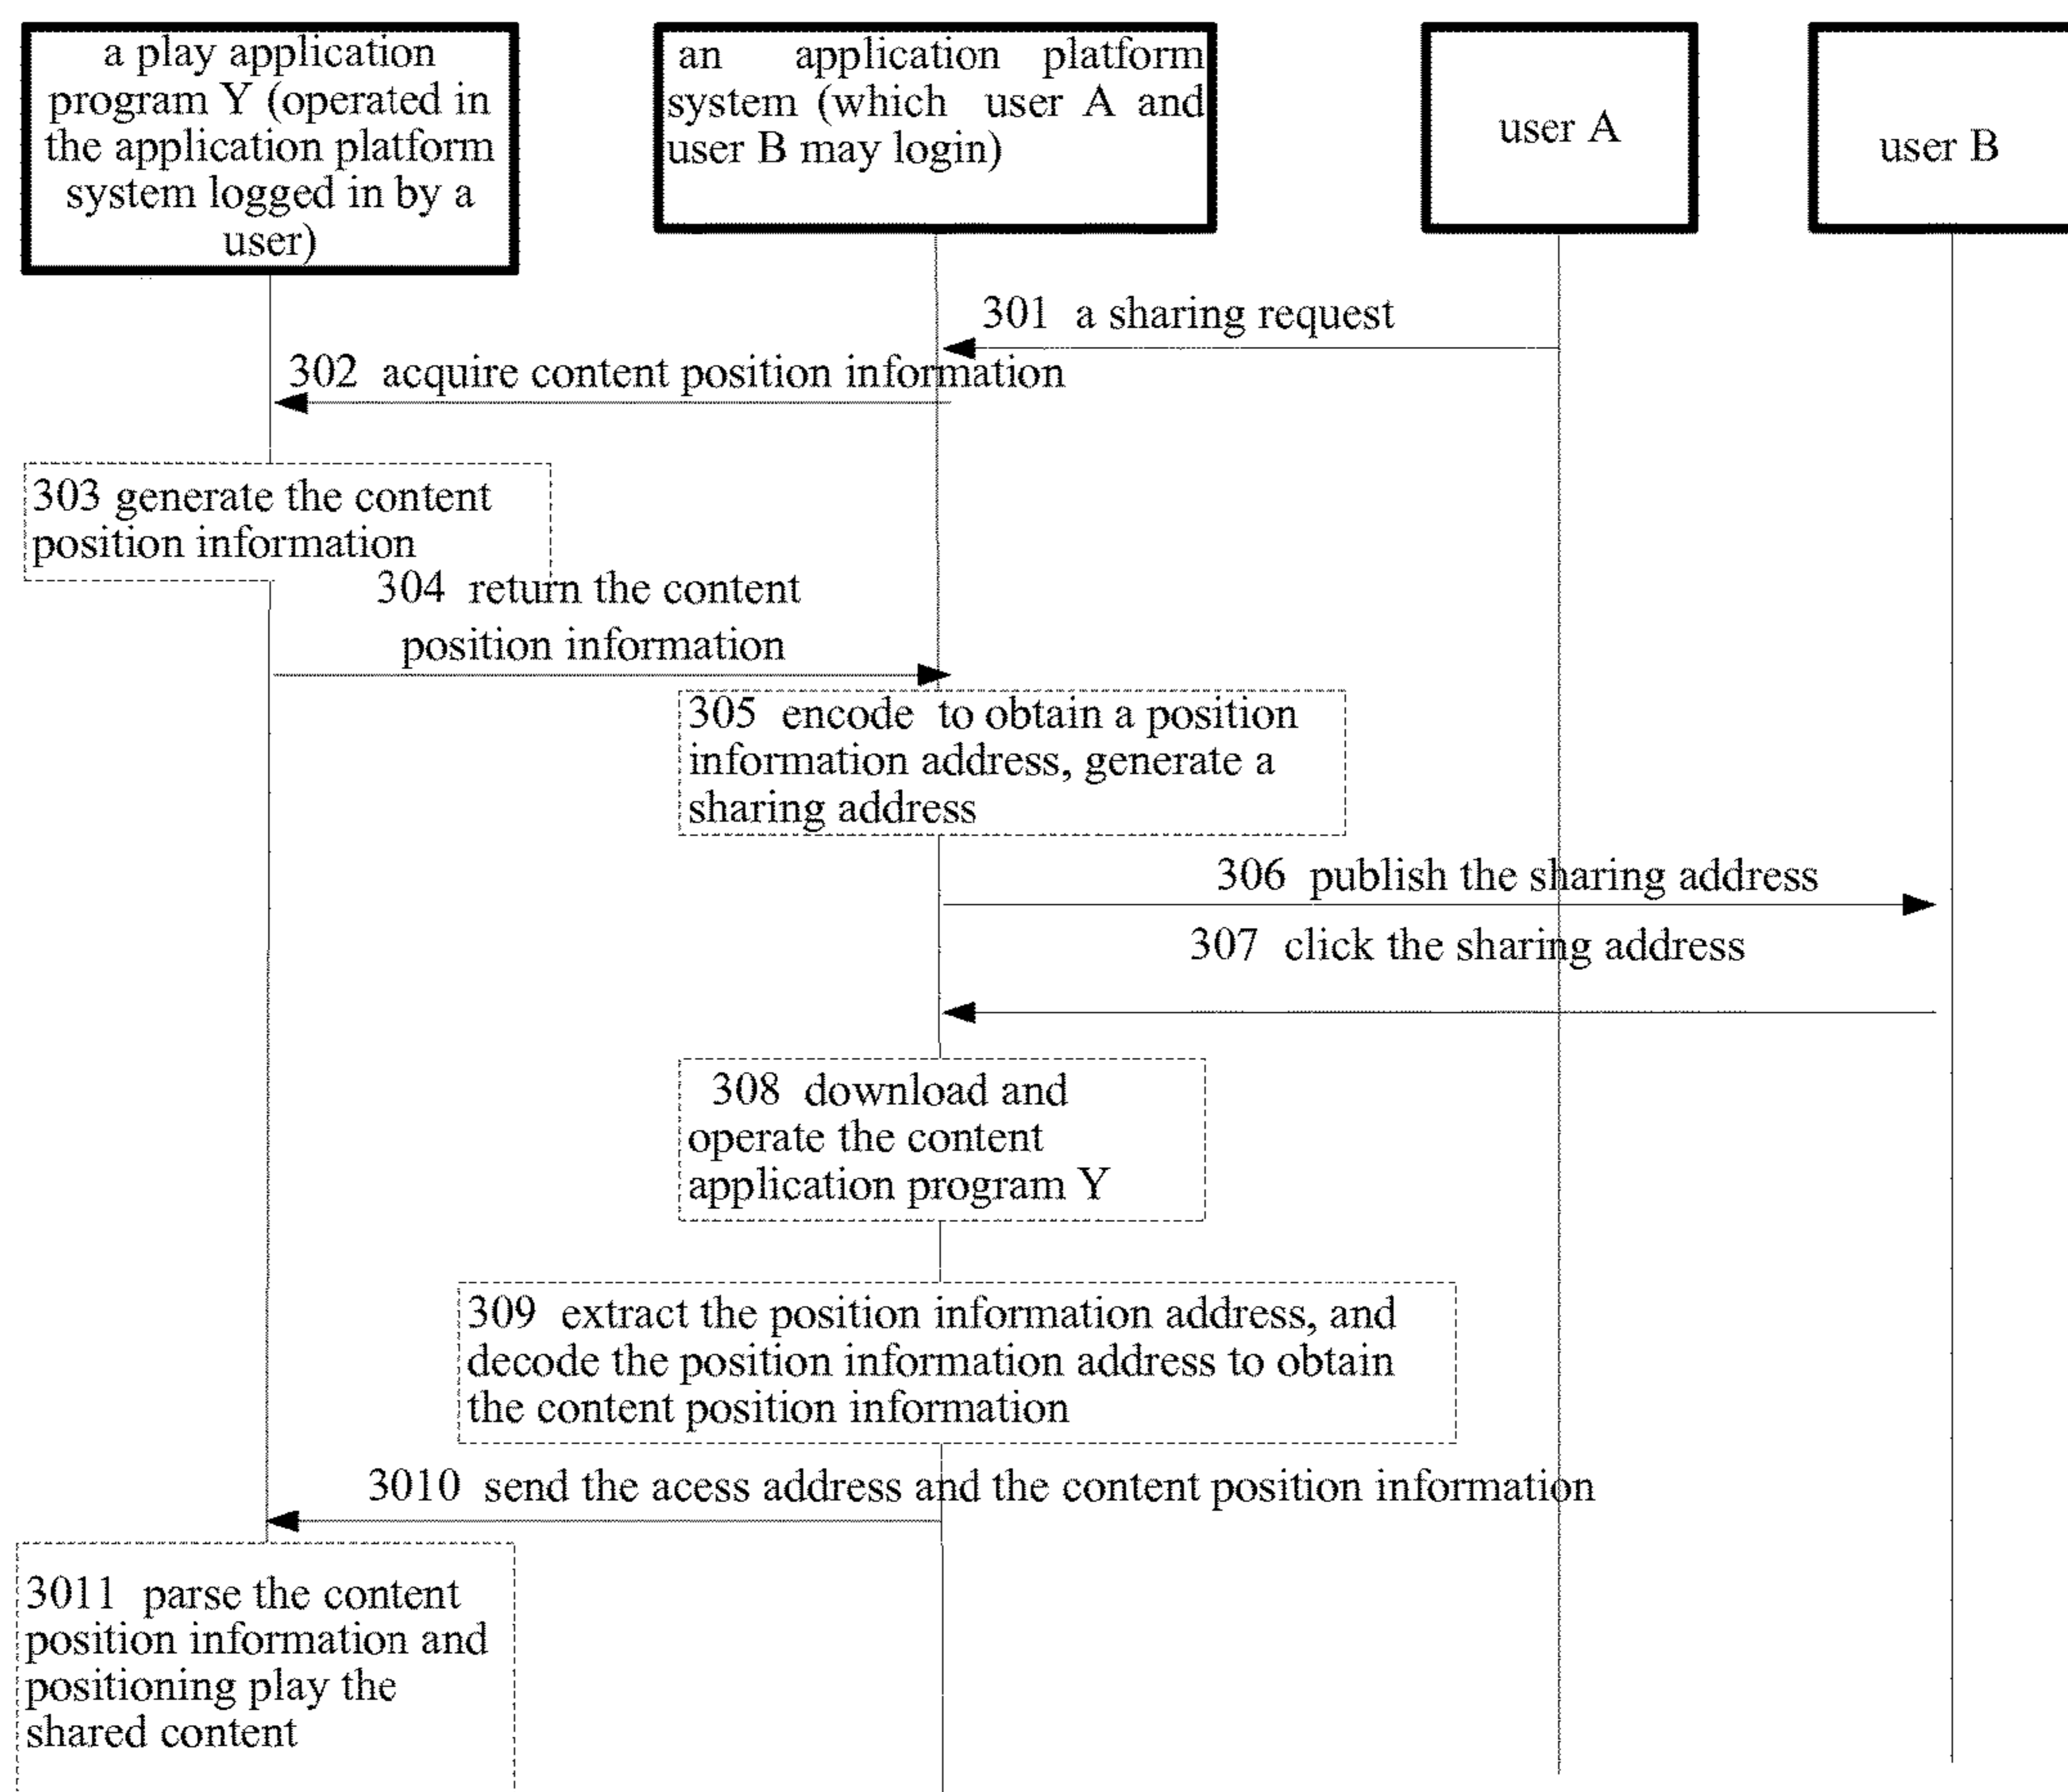 a play application
program Y (operated in
the application platform
system logged in by a
user)
an application platform
system (which user A and
user B may login)
user A
user B
301 a sharing request
302 acquire content position information
303 generate the content
position information
304 return the content
position information
305 encode to obtain a position
information address, generate a
sharing address
306 publish the sharing address
307 click the sharing address
308 download and
operate the content
application program Y
309 extract the position information address, and
decode the position information address to obtain
the content position information
3010 send the acess address and the content position information
3011 parse the content
position information and
positioning play the
shared content